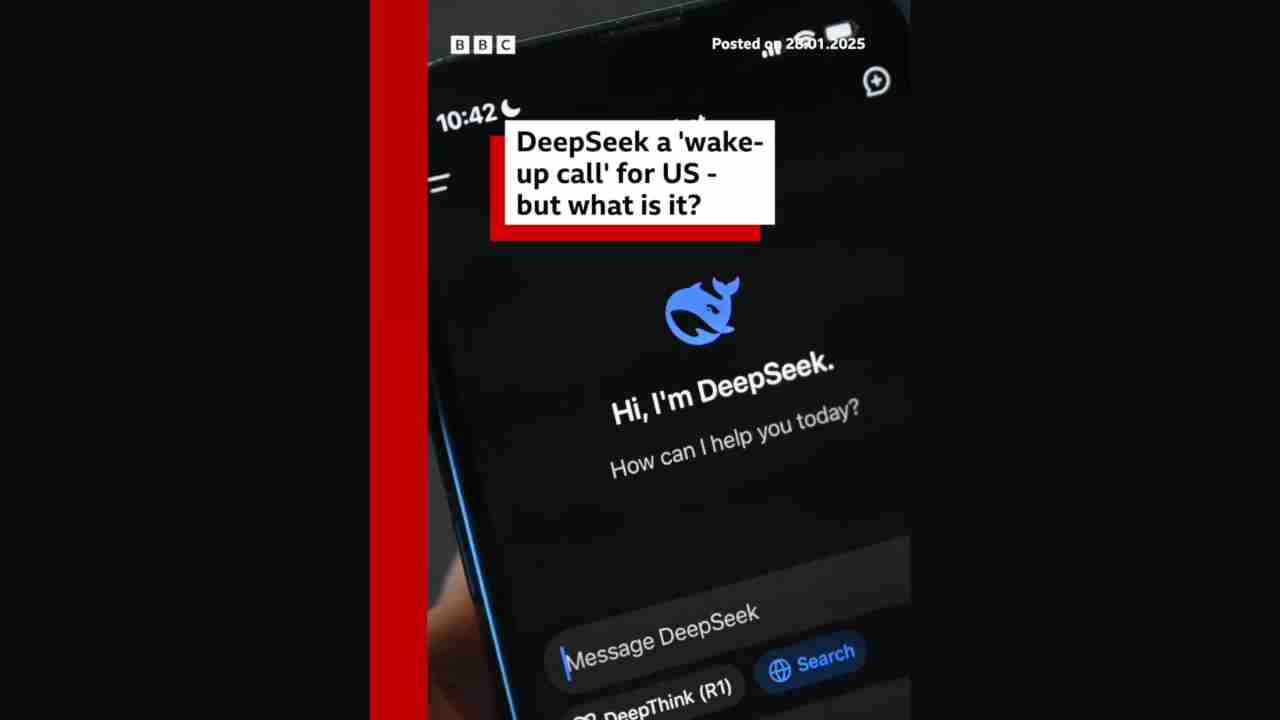 BBC
Posted on 28.01.2025
10:42
DeepSeek a 'wake-
up call' for US -
but what is it?
Hi, I'm DeepSeek.
How can I help you today?
Message DeepSeek
DeepThink (R1)
Search